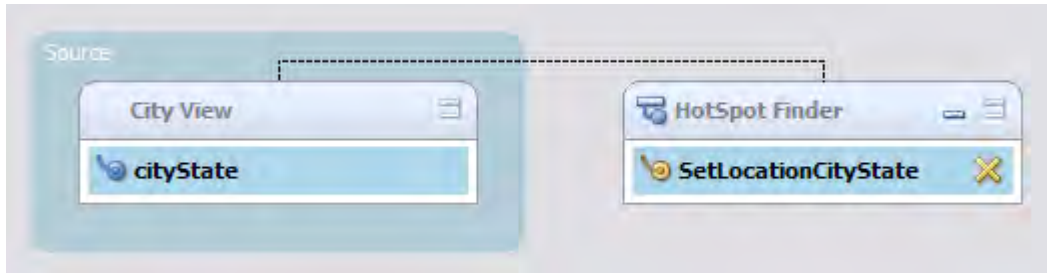 Source
City View
HotSpot Finder
cityState
SetLocationCityState